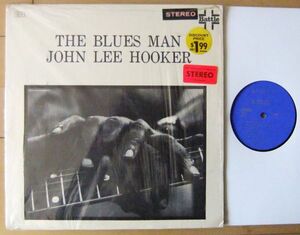 STEREO
Battle
THE BLUES MAN
JOHN LEE HOOKER
DISCOUNT
PRICE
$1.99
STEREO